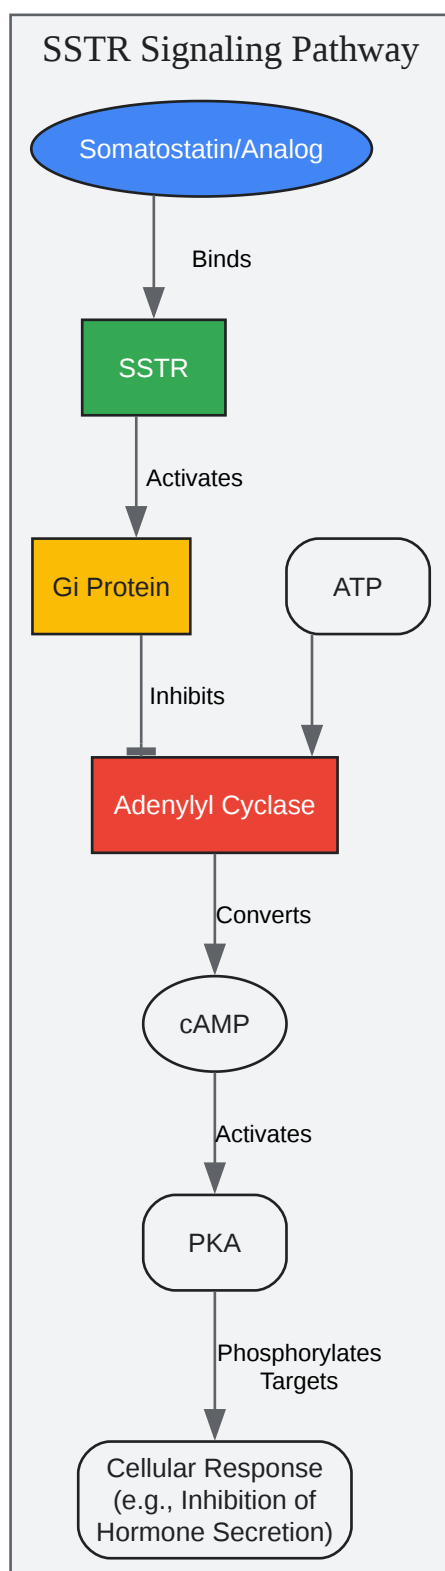 SSTR Signaling Pathway
Somatostatin/Analog
Binds
SSTR
Activates
Gi Protein
ATP
Inhibits
Adenylyl Cyclase
Converts
cAMP
Activates
PKA
Phosphorylates
Targets
Cellular Response
(e.g., Inhibition of
Hormone Secretion)